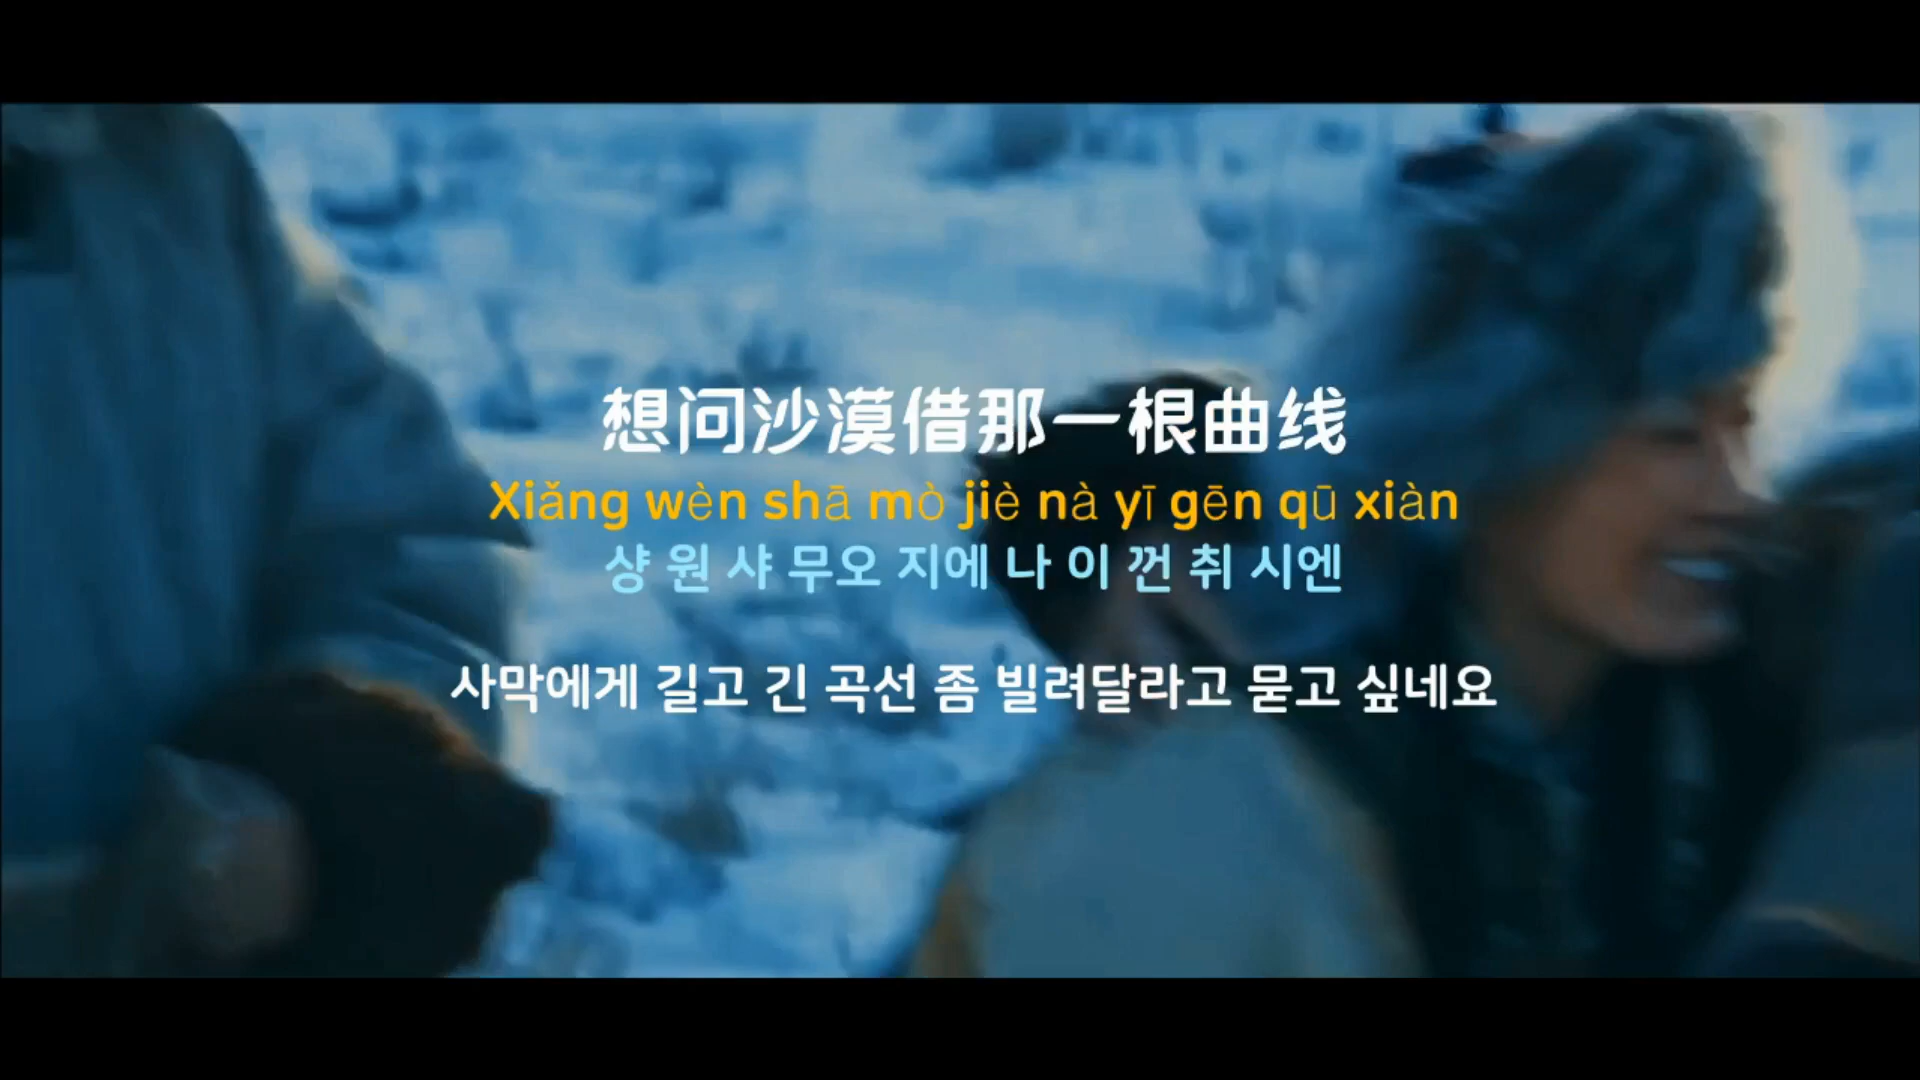 想问沙漠借那一根曲线
Xiǎng wèn shā mò jiè nà yī gēn qū xiàn
샹 원 샤 무오 지에 나 이 껀 취 시엔
사막에게 길고 긴 곡선 좀 빌려달라고 묻고 싶네요